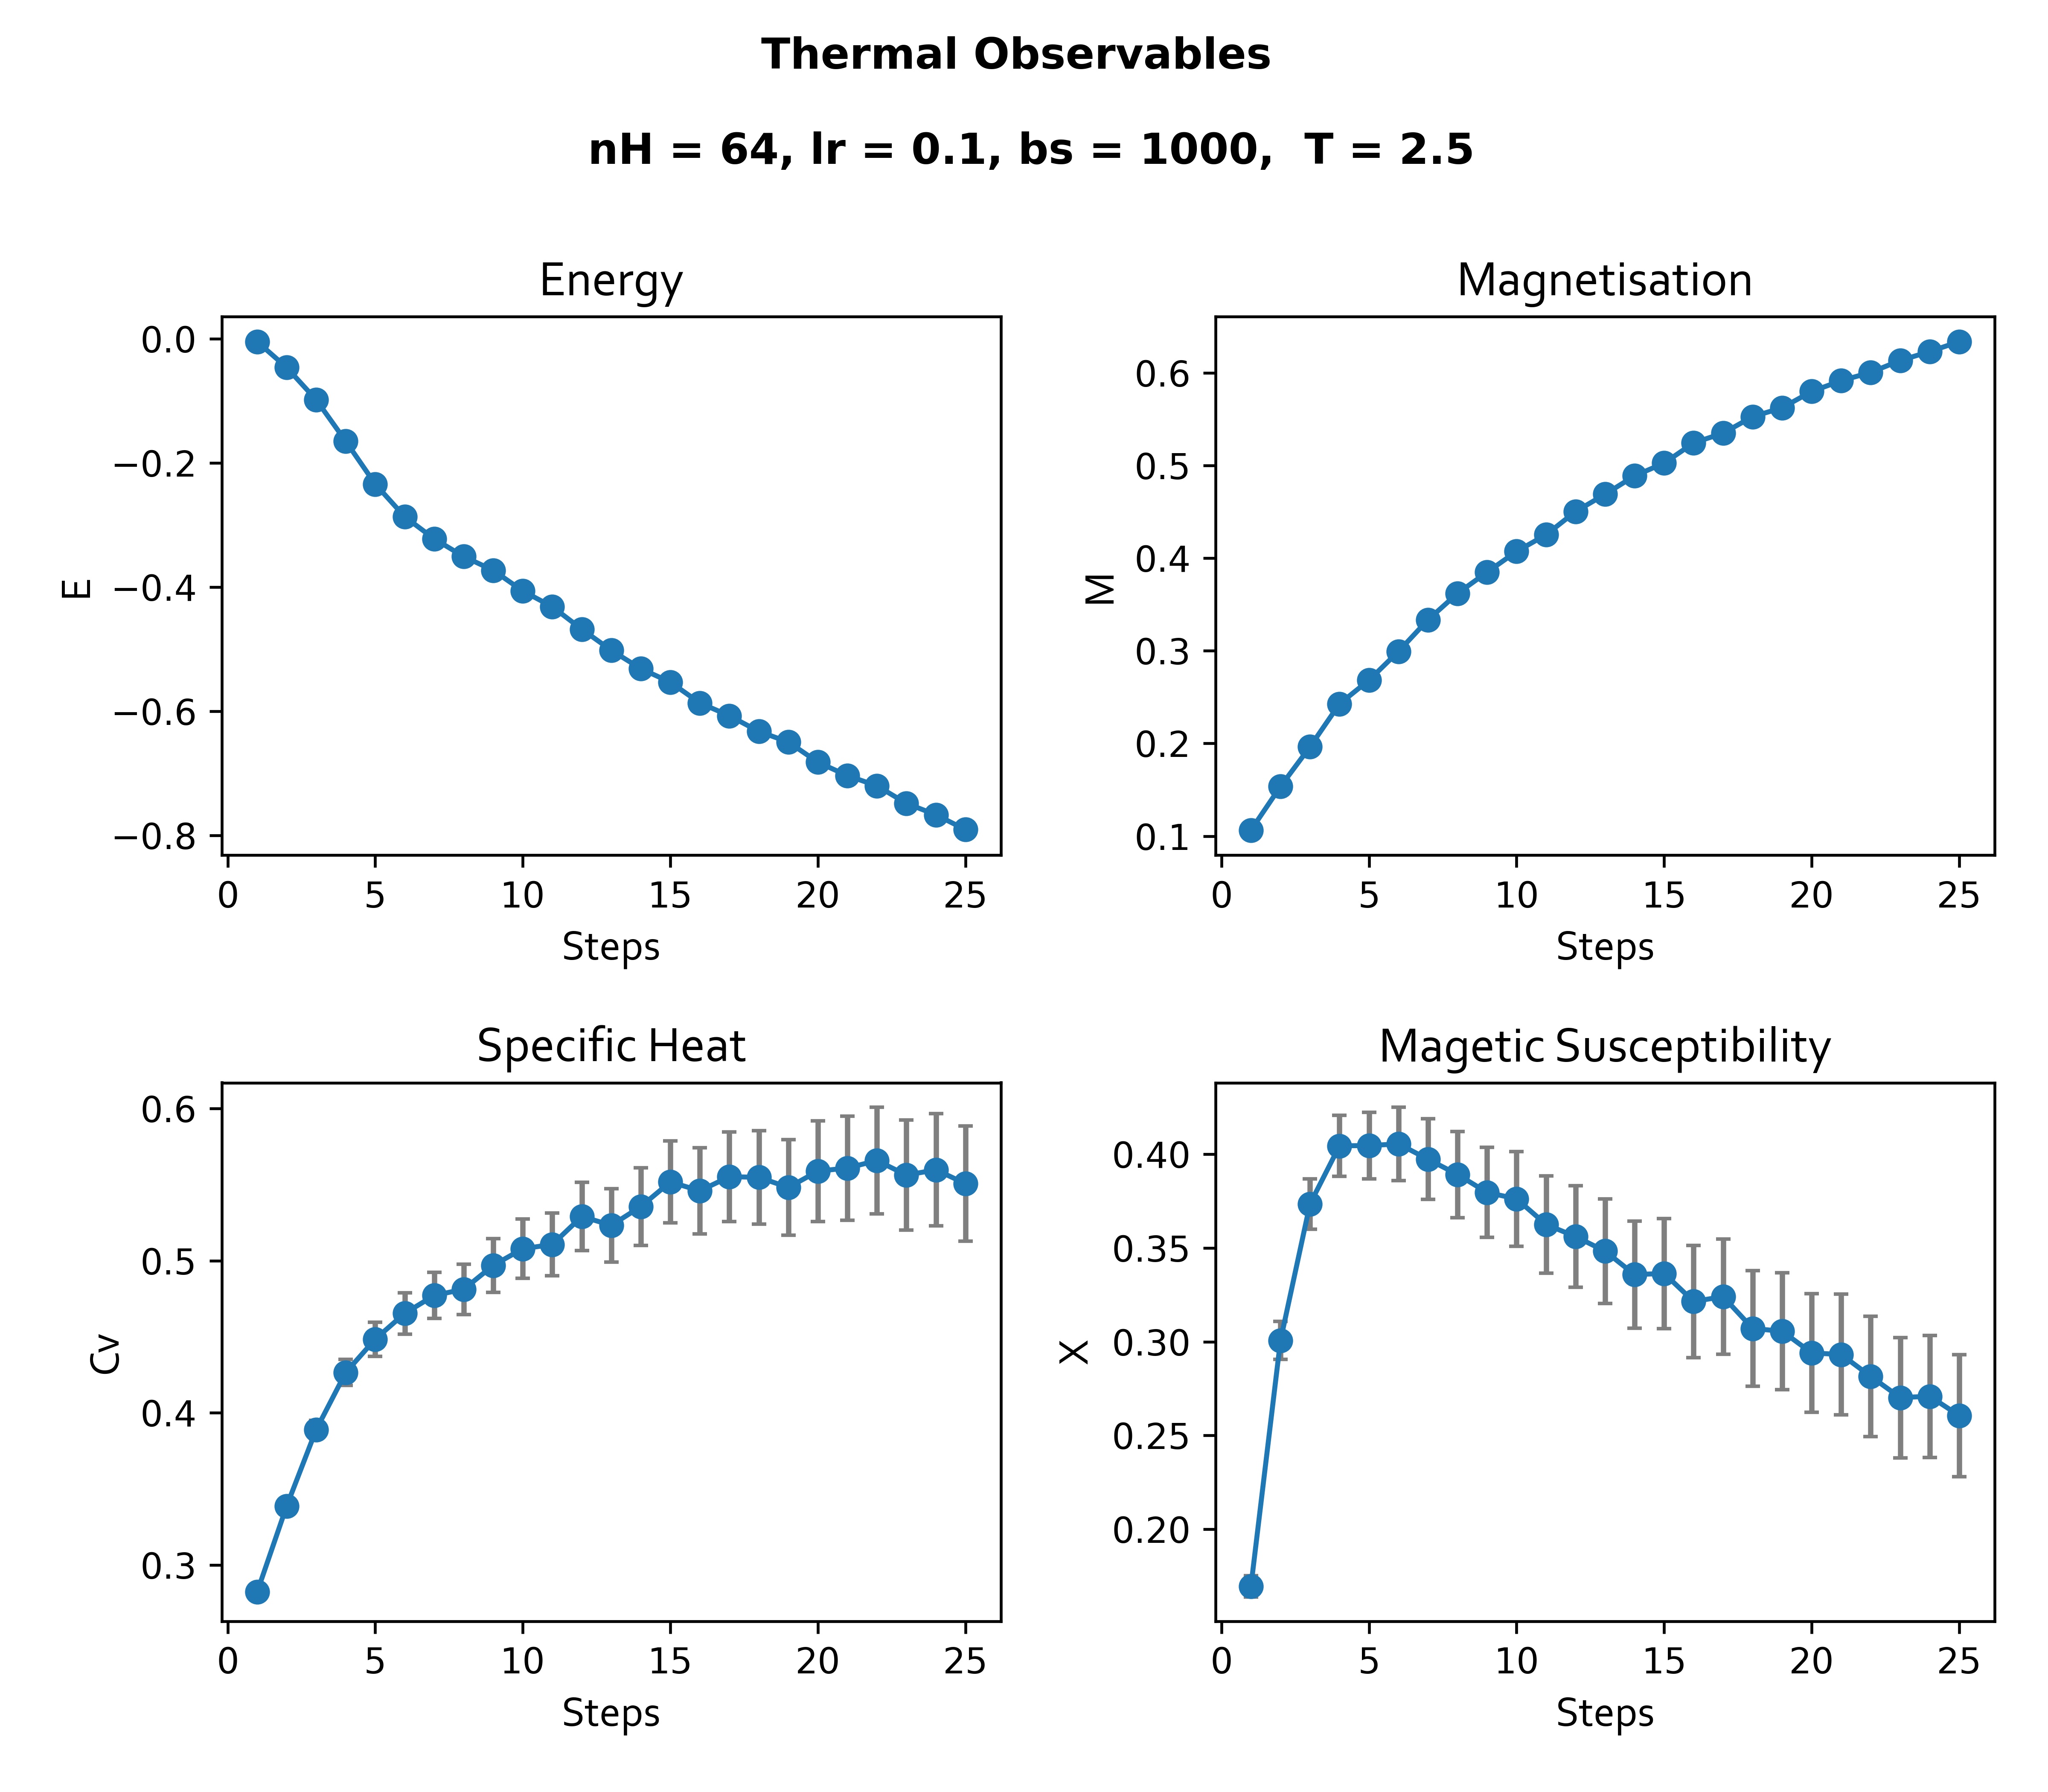 Thermal Observables
nH = 64, lr = 0.1, bs = 1000,  T = 2.5
Energy
0.0
−0.2
−0.4
−0.6
−0.8
E
0 5 10 15 20 25
Steps
Magnetisation
0.6
0.5
0.4
0.3
0.2
0.1
M
0 5 10 15 20 25
Steps
Specific Heat
0.6
0.5
0.4
0.3
Cv
0 5 10 15 20 25
Steps
Magetic Susceptibility
0.40
0.35
0.30
0.25
0.20
X
0 5 10 15 20 25
Steps